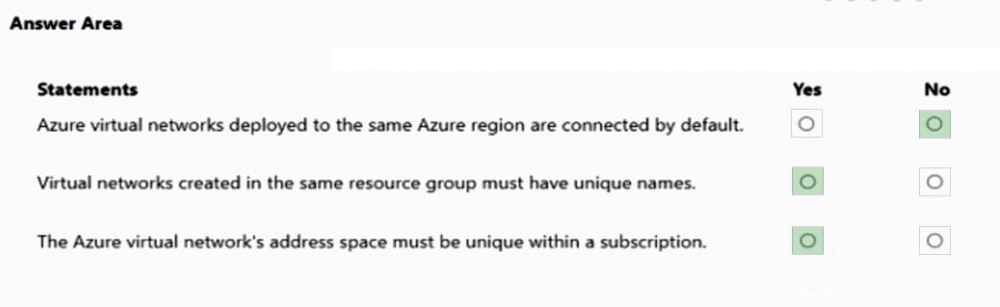 Answer Area
Statements Yes No
Azure virtual networks deployed to the same Azure region are connected by default.
Virtual networks created in the same resource group must have unique names.
The Azure virtual network's address space must be unique within a subscription.